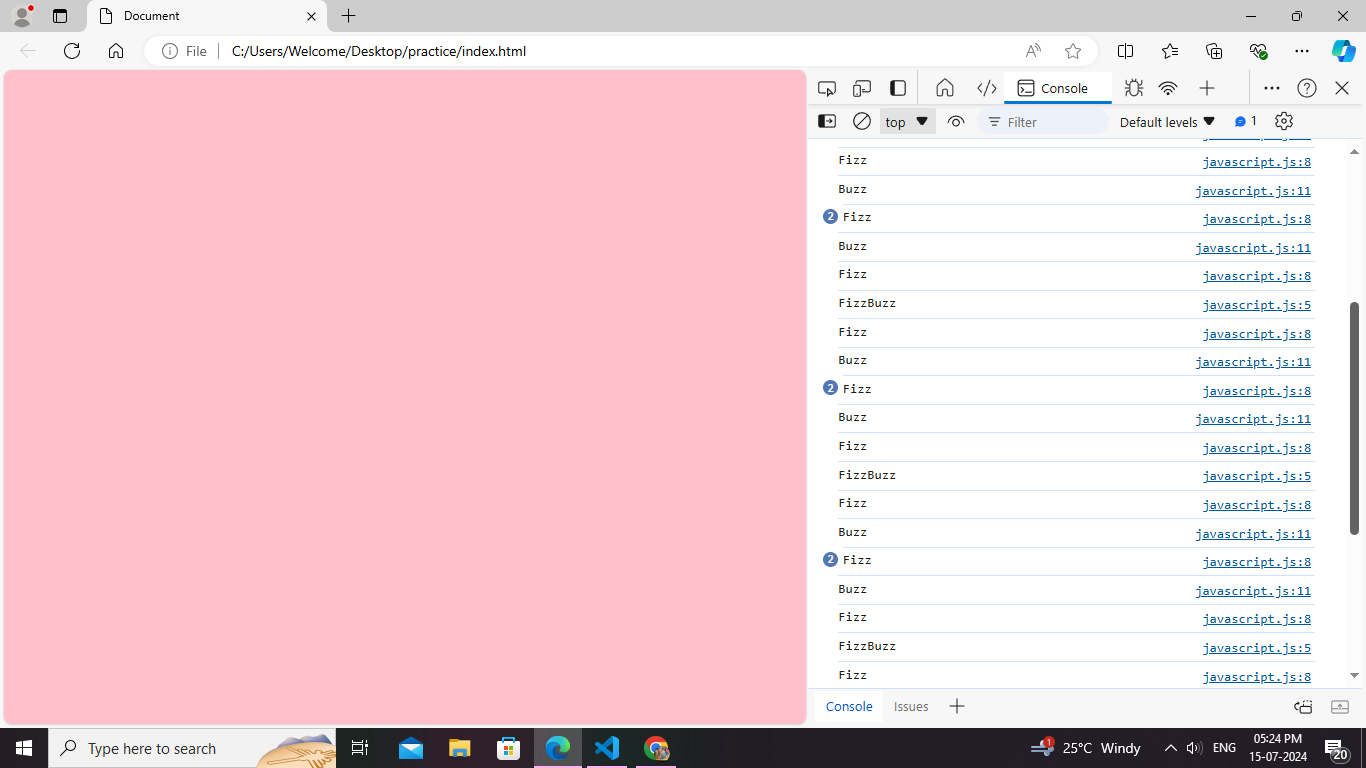 Document
File
C:/Users/Welcome/Desktop/practice/index.html
Console
top
Filter
Default levels
1
Fizz javascript.js:8
Buzz javascript.js:11
2 Fizz javascript.js:8
Buzz javascript.js:11
Fizz javascript.js:8
FizzBuzz javascript.js:5
Fizz javascript.js:8
Buzz javascript.js:11
2 Fizz javascript.js:8
Buzz javascript.js:11
Fizz javascript.js:8
FizzBuzz javascript.js:5
Fizz javascript.js:8
Buzz javascript.js:11
2 Fizz javascript.js:8
Buzz javascript.js:11
Fizz javascript.js:8
FizzBuzz javascript.js:5
Fizz javascript.js:8
Console Issues
Type here to search
1
25°C Windy
ENG
05:24 PM
15-07-2024
20